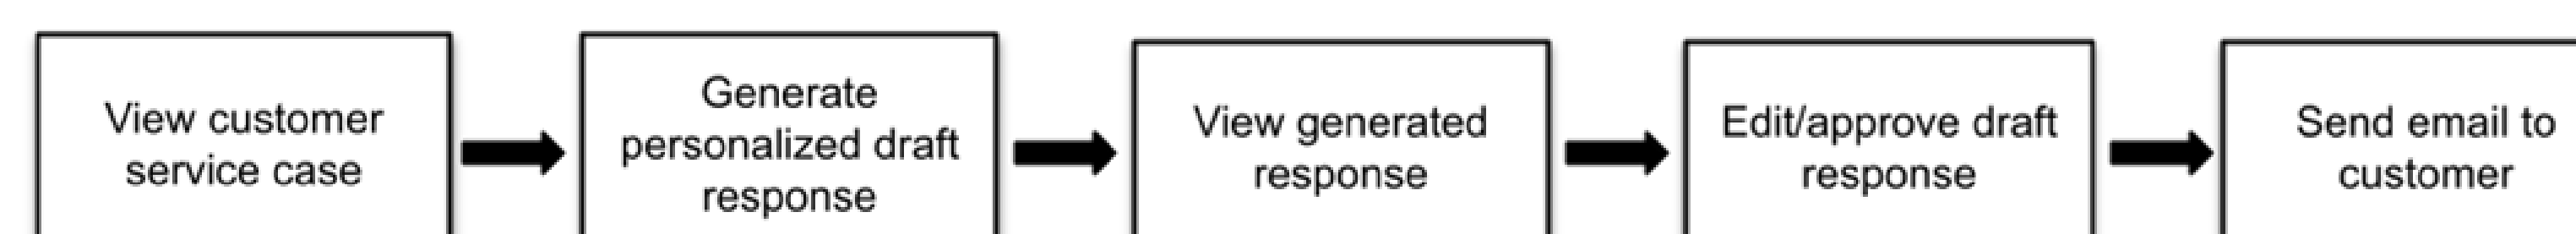 View customer
service case
Generate
personalized draft
response
View generated
response
Edit/approve draft
response
Send email to
customer